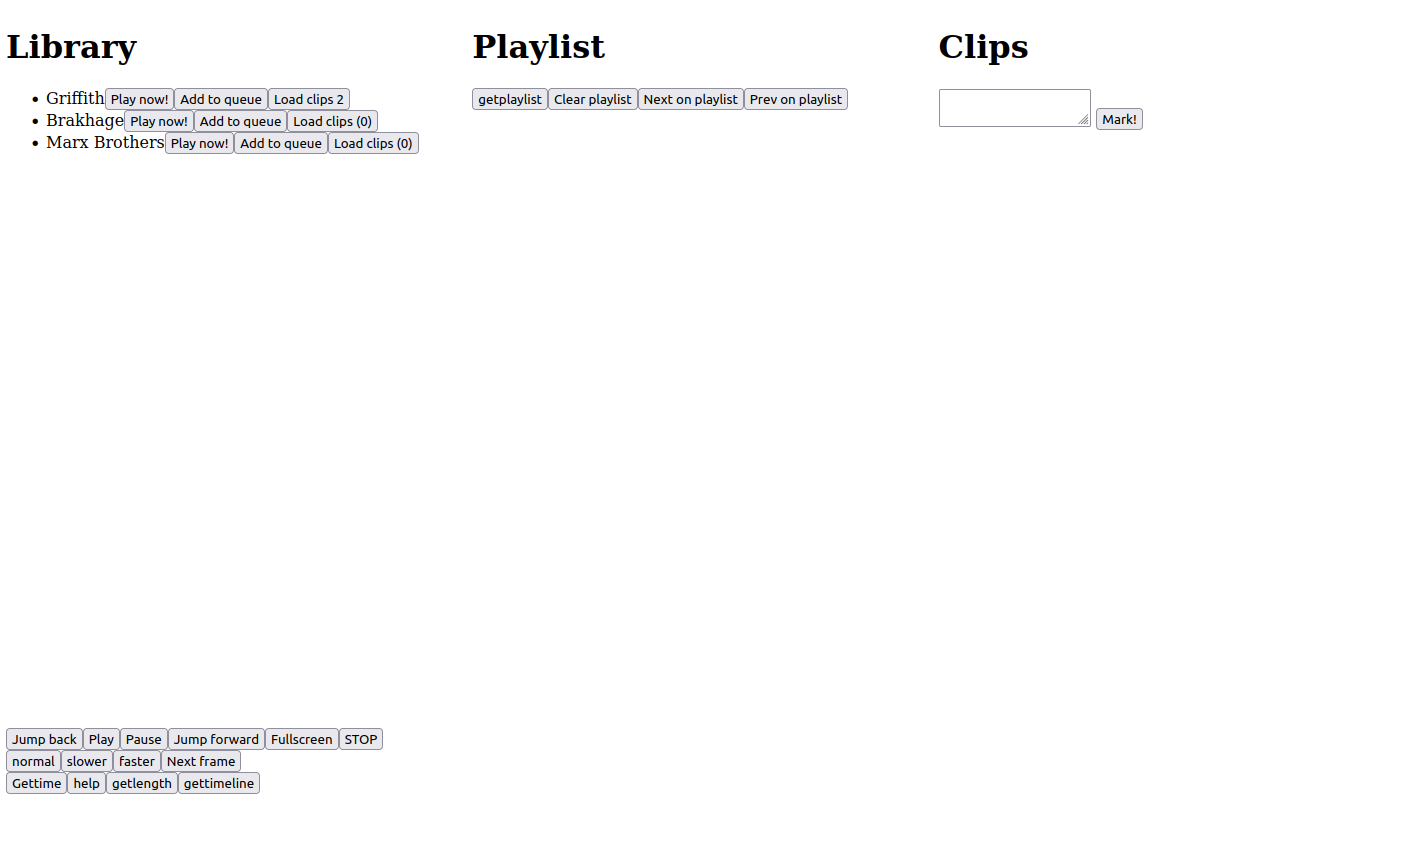 Library
Griffith Play now! Add to queue Load clips 2
Brakhage Play now! Add to queue Load clips (0)
Marx Brothers Play now! Add to queue Load clips (0)
Playlist
getplaylist Clear playlist Next on playlist Prev on playlist
Clips
Mark!
Jump back Play Pause Jump forward Fullscreen STOP
normal slower faster Next frame
Gettime help getlength gettimeline